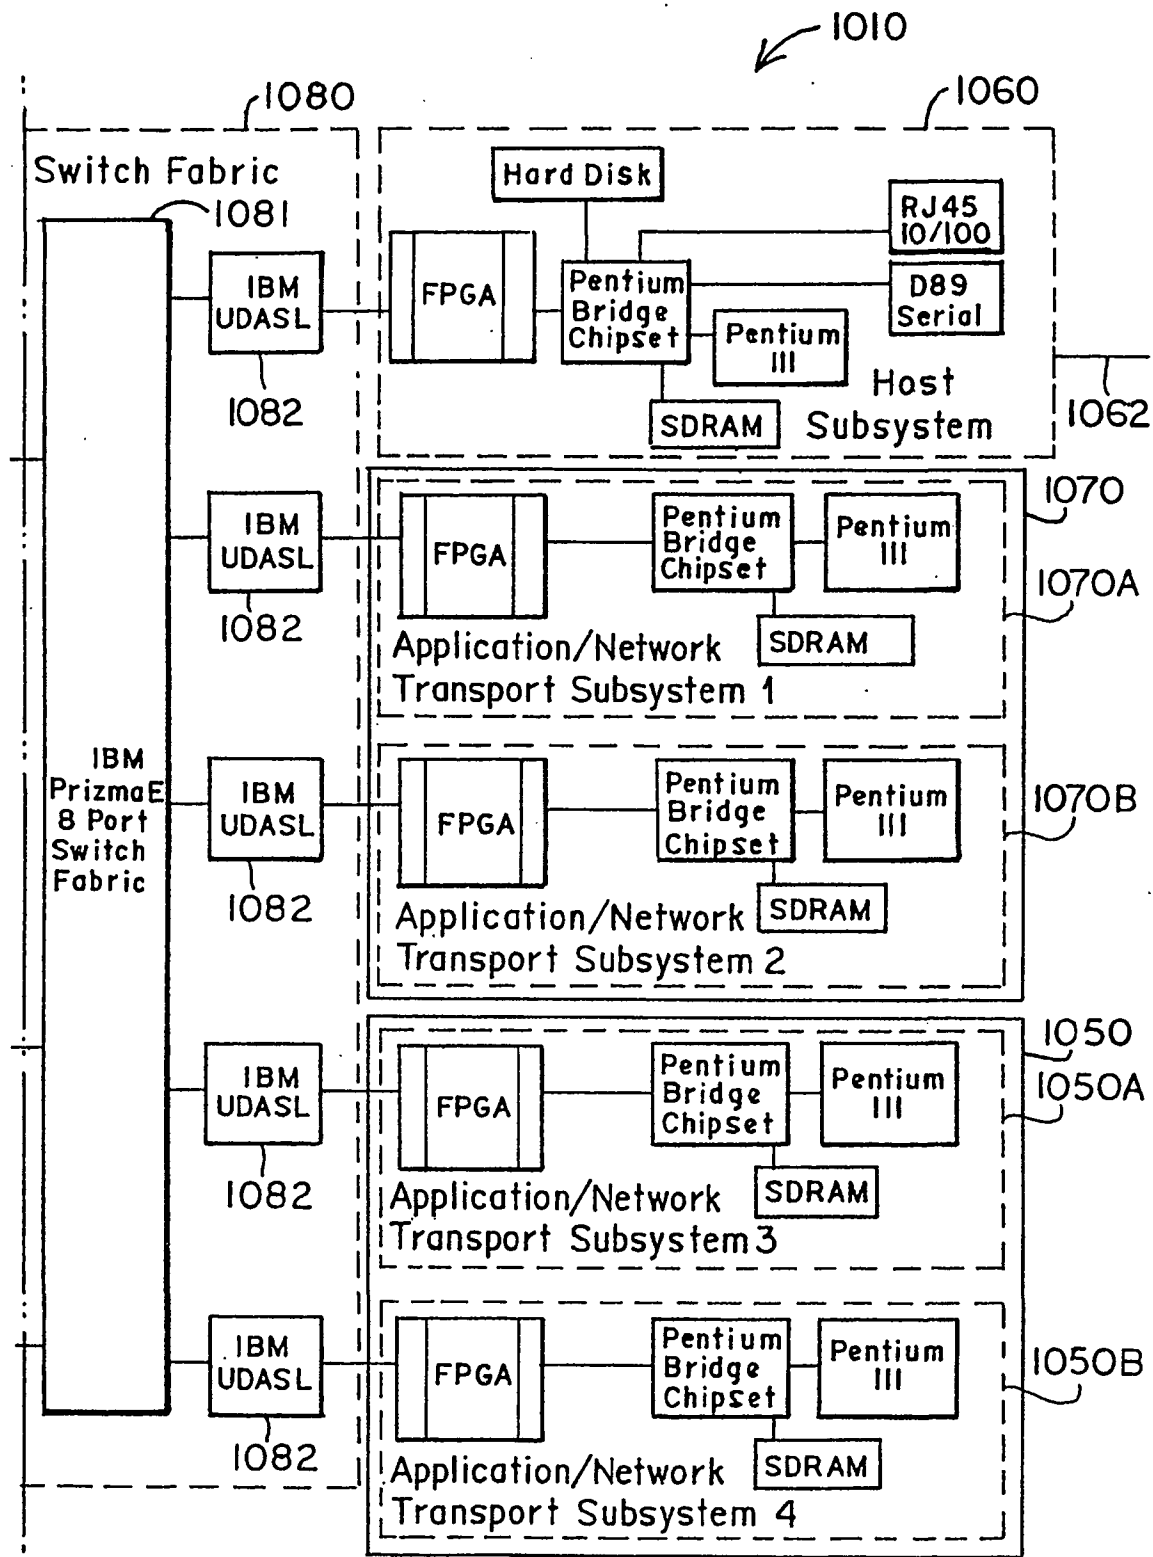 1010
1080
1060
Switch Fabric
1081
Hard Disk
RJ45
10/100
IBM
UDASL
FPGA
Pentium
Bridge
Chipset
D89
Serial
Pentium
III
1082
SDRAM
Host
Subsystem
1062
1070
IBM
UDASL
FPGA
Pentium
Bridge
Chipset
Pentium
III
1070A
1082
SDRAM
Application/Network
Transport Subsystem 1
IBM
PrizmaE
8 Port
Switch
Fabric
IBM
UDASL
FPGA
Pentium
Bridge
Chipset
Pentium
III
1070B
1082
SDRAM
Application/Network
Transport Subsystem 2
1050
IBM
UDASL
FPGA
Pentium
Bridge
Chipset
Pentium
III
1050A
1082
SDRAM
Application/Network
Transport Subsystem 3
IBM
UDASL
FPGA
Pentium
Bridge
Chipset
Pentium
III
1050B
1082
SDRAM
Application/Network
Transport Subsystem 4